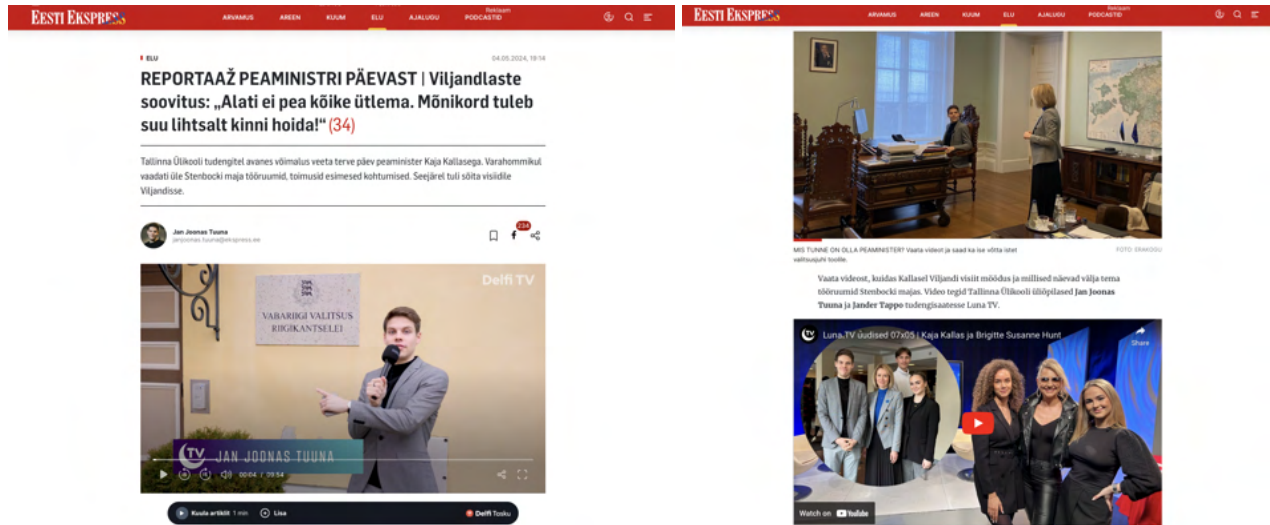 EESTI EKSPRESS
ARVAMUS AREEN KUUM ELU AJALUGU PODCASTID
Reklaam
ELU
04.05.2024, 19:14
REPORTAAŽ PEAMINISTRI PÄEVAST | Viljandlaste
soovitus: „Alati ei pea kõike ütlema. Mõnikord tuleb
suu lihtsalt kinni hoida!“ (34)
Tallinna Ülikooli tudengitel avanes võimalus veeta terve päev peaminister Kaja Kallasega. Varahommikul
vaadati üle Stenbocki maja tööruumid, toimusid esimesed kohtumised. Seejärel tuli sõita visiidile
Viljandisse.
Jan Joonas Tuuna
janjoonas.tuuna@ekspress.ee
234
Delfi TV
VABARIIGI VALITSUS
RIIGIKANTSELEI
TV
JAN JOONAS TUUNA
00:04 / 09:54
Kuula artiklit 1 min
Lisa
Delfi Tasku
EESTI EKSPRESS
ARVAMUS AREEN KUUM ELU AJALUGU PODCASTID
Reklaam
MIS TUNNE ON OLLA PEAMINISTER? Vaata videost ja saad ka ise võtta istet
valitsusjuhi toolile.
FOTO: ERAKOGU
Vaata videost, kuidas Kallasel Viljandi visiit möödus ja millised näevad välja tema
tööruumid Stenbocki majas. Video tegid Tallinna Ülikooli üliõpilased Jan Joonas
Tuuna ja Jander Tappo tudengisaatesse Luna TV.
TV
Luna TV uudised 07x05 | Kaja Kallas ja Brigitte Susanne Hunt
Share
Watch on YouTube